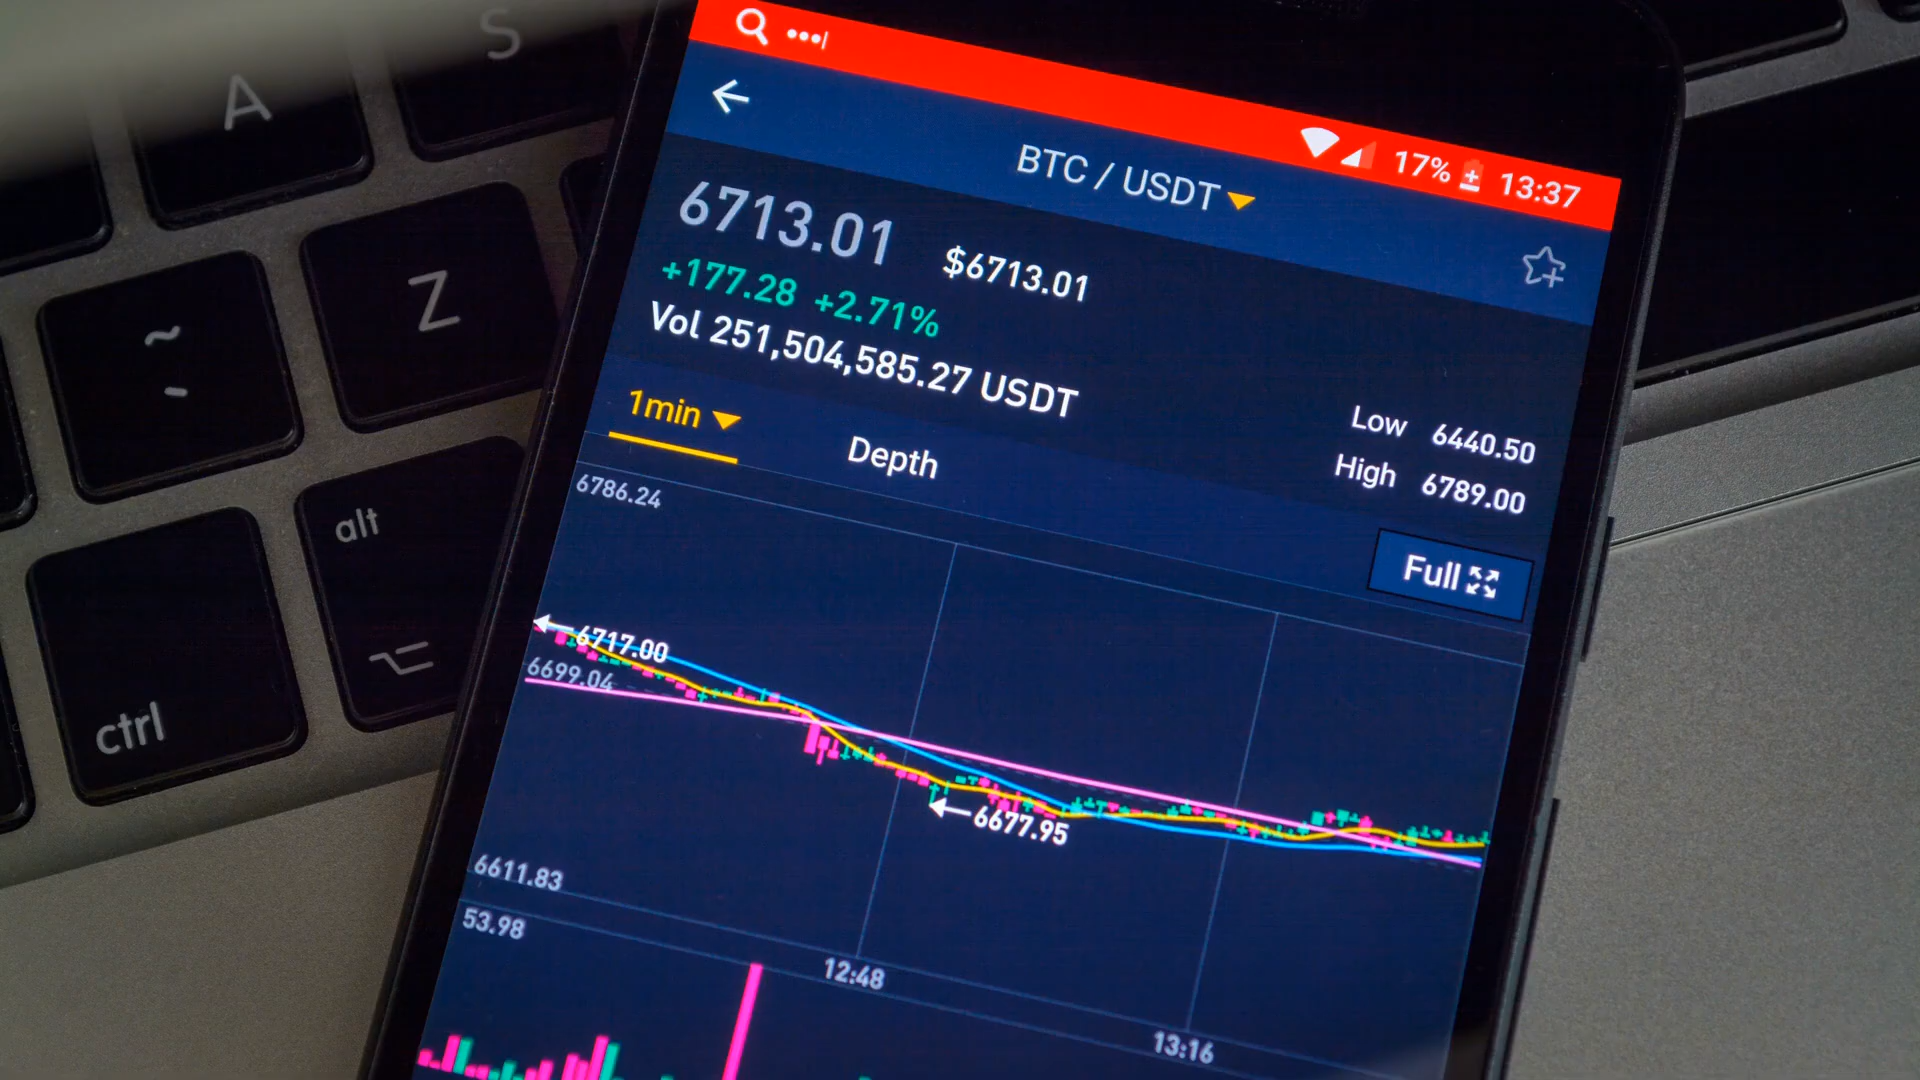 S
A
Z
~
alt
ctrl
17% 13:37
BTC / USDT
6713.01 $6713.01
+177.28 +2.71%
Vol 251,504,585.27 USDT
Low 6440.50
High 6789.00
1min Depth
Full
6786.24
6717.00
6699.04
6677.95
6611.83
53.98
12:48
13:16